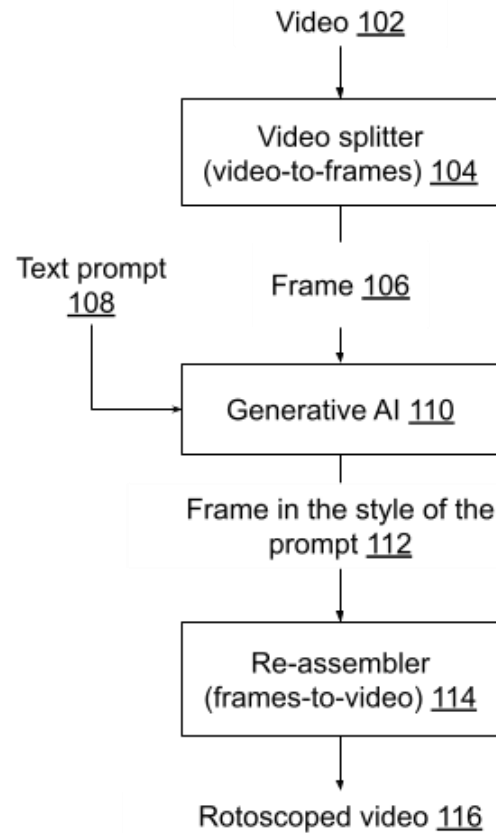 Video 102
Video splitter
(video-to-frames) 104
Text prompt
108
Frame 106
Generative AI 110
Frame in the style of the
prompt 112
Re-assembler
(frames-to-video) 114
Rotoscoped video 116